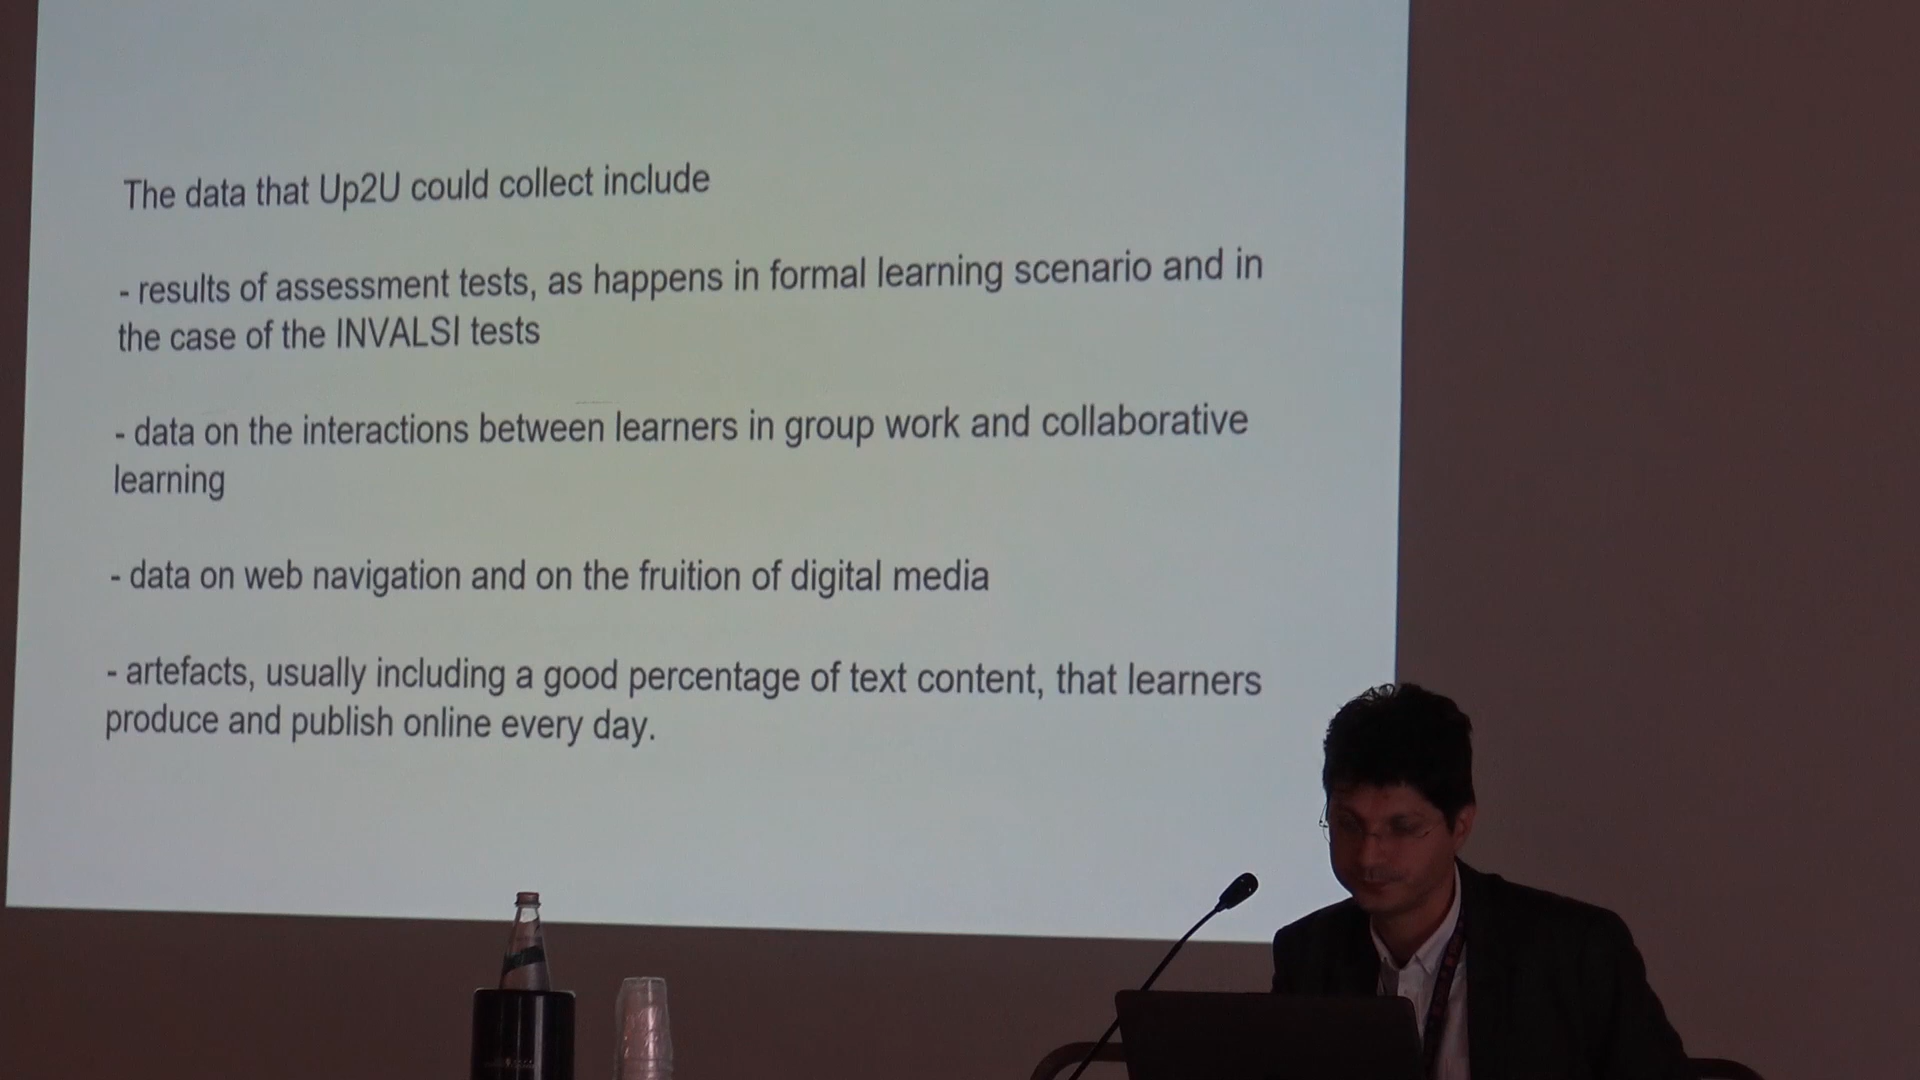 The data that Up2U could collect include
- results of assessment tests, as happens in formal learning scenario and in
the case of the INVALSI tests
- data on the interactions between learners in group work and collaborative
learning
- data on web navigation and on the fruition of digital media
- artefacts, usually including a good percentage of text content, that learners
produce and publish online every day.